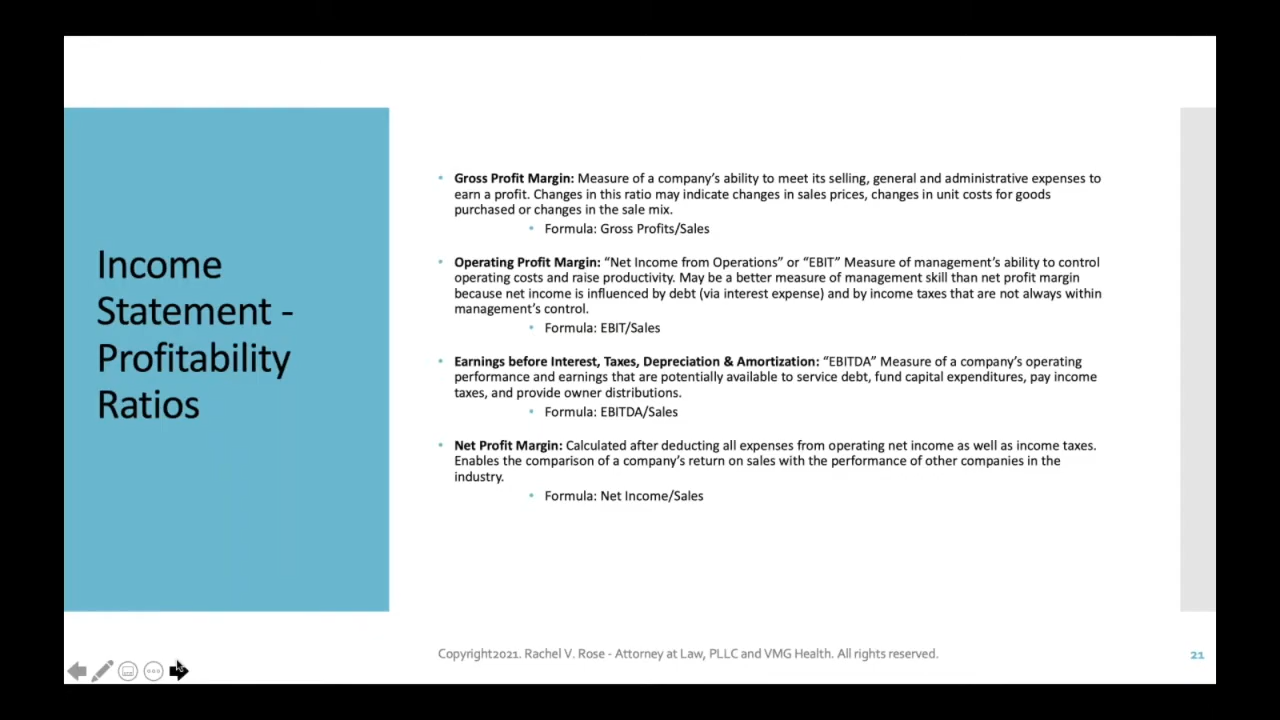 Income
Statement -
Profitability
Ratios
• Gross Profit Margin: Measure of a company's ability to meet its selling, general and administrative expenses to
earn a profit. Changes in this ratio may indicate changes in sales prices, changes in unit costs for goods
purchased or changes in the sale mix.
• Formula: Gross Profits/Sales
• Operating Profit Margin: “Net Income from Operations” or “EBIT” Measure of management's ability to control
operating costs and raise productivity. May be a better measure of management skill than net profit margin
because net income is influenced by debt (via interest expense) and by income taxes that are not always within
management's control.
• Formula: EBIT/Sales
• Earnings before Interest, Taxes, Depreciation & Amortization: “EBITDA” Measure of a company's operating
performance and earnings that are potentially available to service debt, fund capital expenditures, pay income
taxes, and provide owner distributions.
• Formula: EBITDA/Sales
• Net Profit Margin: Calculated after deducting all expenses from operating net income as well as income taxes.
Enables the comparison of a company's return on sales with the performance of other companies in the
industry.
• Formula: Net Income/Sales
Copyright2021. Rachel V. Rose - Attorney at Law, PLLC and VMG Health. All rights reserved.
21